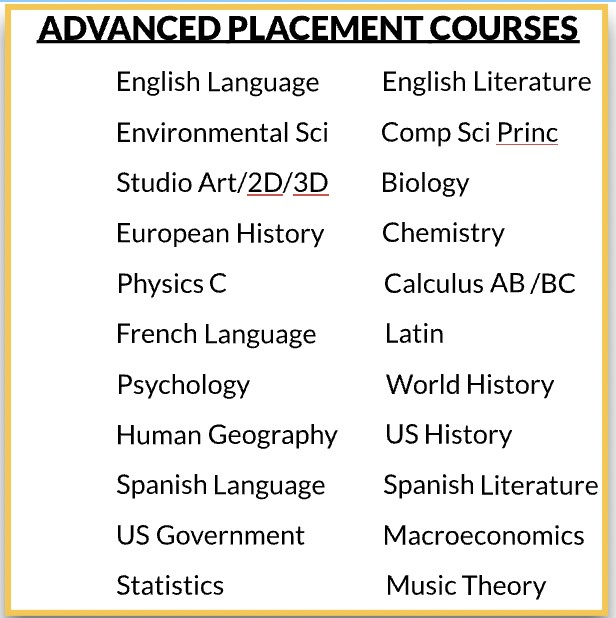 ADVANCED PLACEMENT COURSES
English Language English Literature
Environmental Sci Comp Sci Princ
Studio Art/2D/3D Biology
European History Chemistry
Physics C Calculus AB /BC
French Language Latin
Psychology World History
Human Geography US History
Spanish Language Spanish Literature
US Government Macroeconomics
Statistics Music Theory